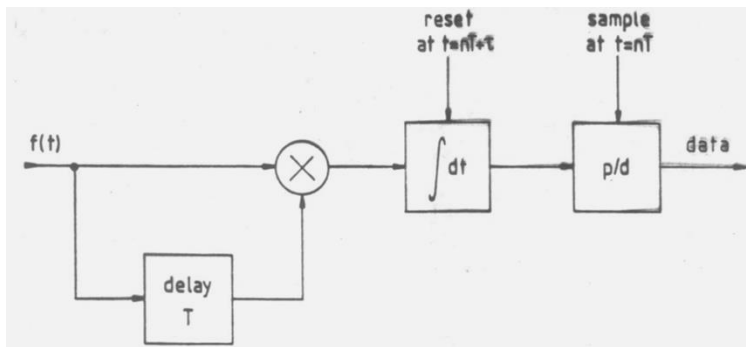 reset
at t=nT+τ
sample
at t=nT
f(t)
∫ dt
p/d
data
delay
T